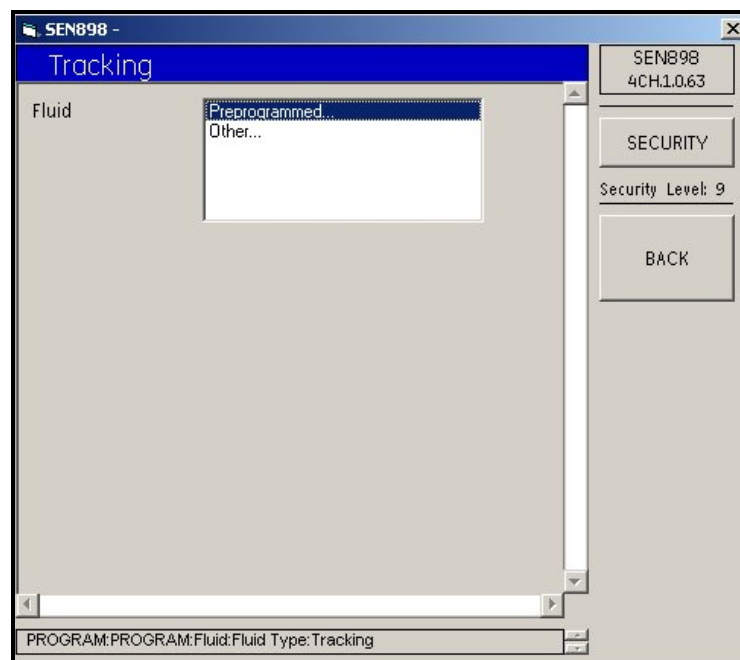 SEN898 -
Tracking
Fluid
Preprogrammed...
Other...
SEN898
4CH.1.0.63
SECURITY
Security Level: 9
BACK
PROGRAM:PROGRAM:Fluid:Fluid Type:Tracking